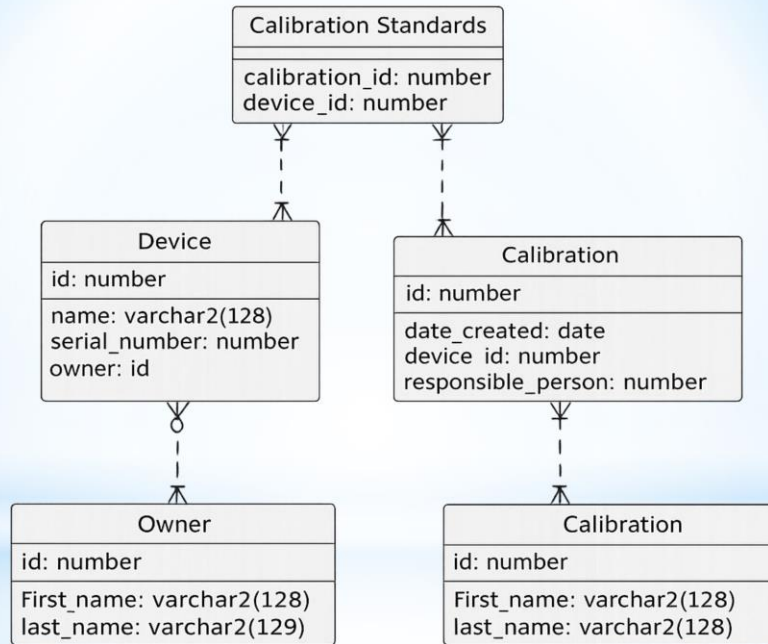 Calibration Standards
calibration_id: number
device_id: number
Device
id: number
name: varchar2(128)
serial_number: number
owner: id
Calibration
id: number
date_created: date
device id: number
responsible_person: number
Owner
id: number
First_name: varchar2(128)
last_name: varchar2(129)
Calibration
id: number
First_name: varchar2(128)
last_name: varchar2(128)